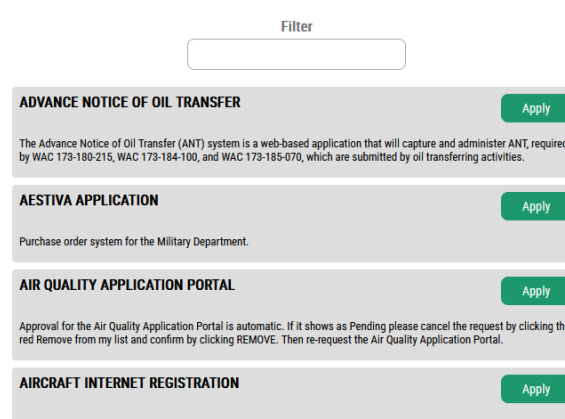 Filter
ADVANCE NOTICE OF OIL TRANSFER
Apply
The Advance Notice of Oil Transfer (ANT) system is a web-based application that will capture and administer ANT, required
by WAC 173-180-215, WAC 173-184-100, and WAC 173-185-070, which are submitted by oil transferring activities.
AESTIVA APPLICATION
Apply
Purchase order system for the Military Department.
AIR QUALITY APPLICATION PORTAL
Apply
Approval for the Air Quality Application Portal is automatic. If it shows as Pending please cancel the request by clicking th
red Remove from my list and confirm by clicking REMOVE. Then re-request the Air Quality Application Portal.
AIRCRAFT INTERNET REGISTRATION
Apply